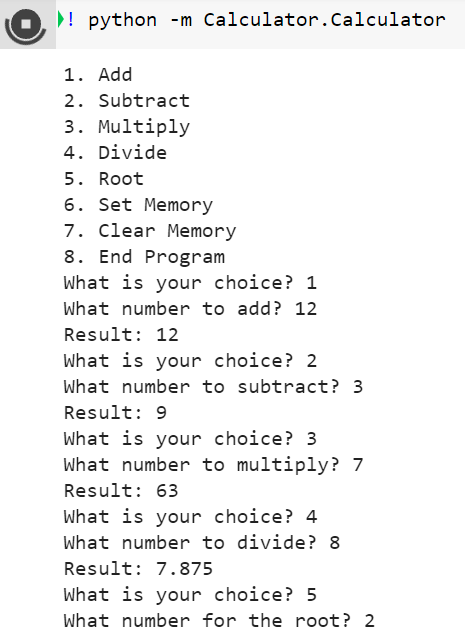 ! python -m Calculator.Calculator
1. Add
2. Subtract
3. Multiply
4. Divide
5. Root
6. Set Memory
7. Clear Memory
8. End Program
What is your choice? 1
What number to add? 12
Result: 12
What is your choice? 2
What number to subtract? 3
Result: 9
What is your choice? 3
What number to multiply? 7
Result: 63
What is your choice? 4
What number to divide? 8
Result: 7.875
What is your choice? 5
What number for the root? 2